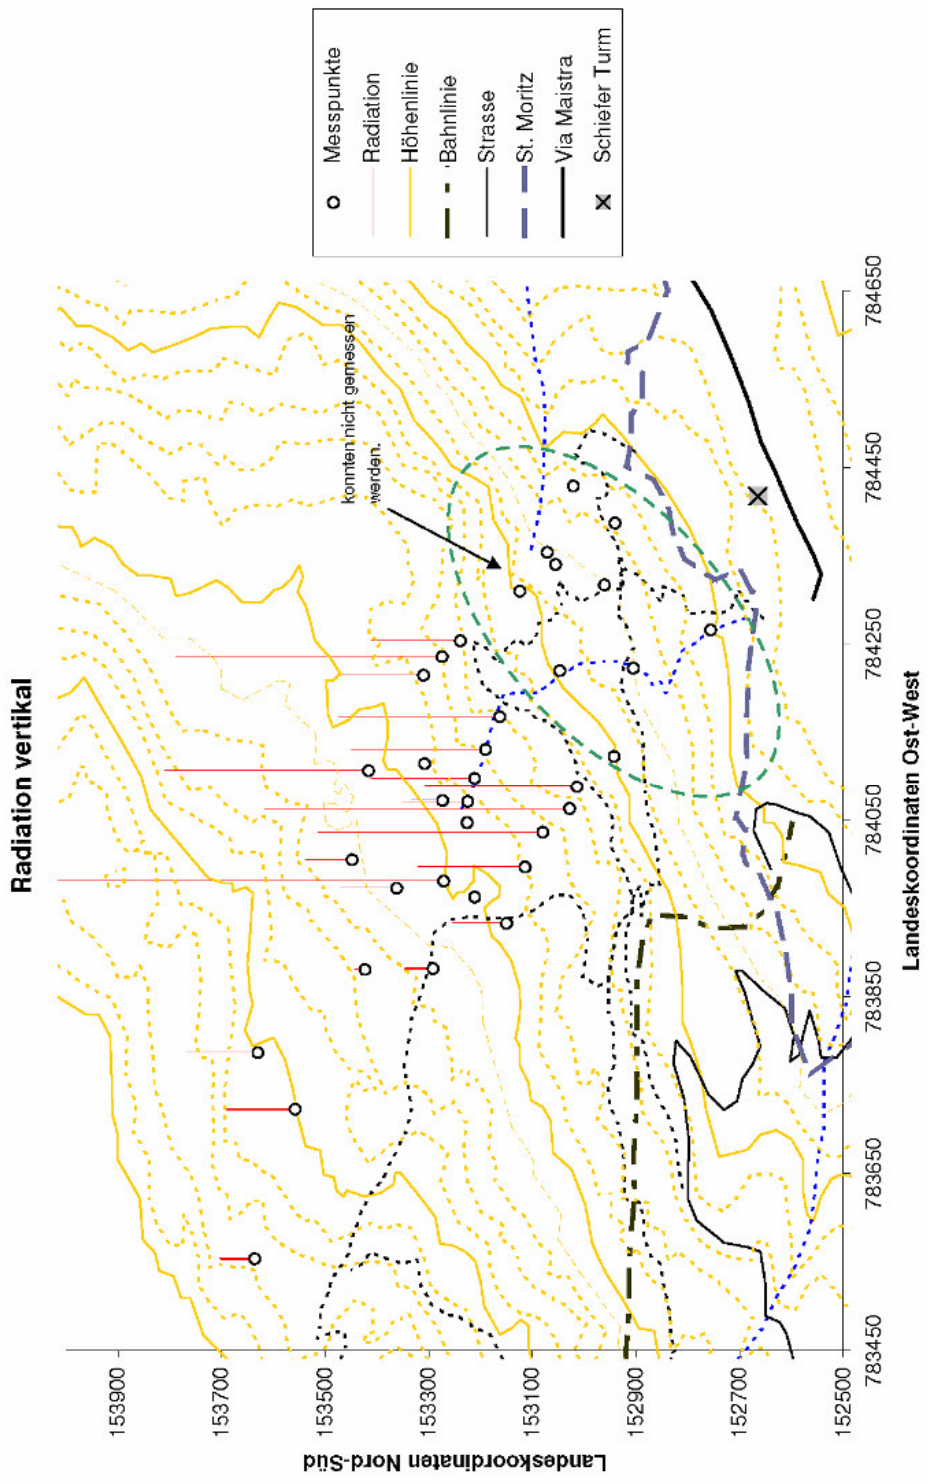 Radiation vertikal
Messpunkte
Radiation
Höhenlinie
Bahnlinie
Strasse
St. Moritz
Via Maistra
Schiefer Turm
konnten nicht gemessen
werden.
Landeskoordinaten Nord-Süd
153900
153700
153500
153300
153100
152900
152700
152500
783450
783650
783850
784050
784250
784450
784650
Landeskoordinaten Ost-West